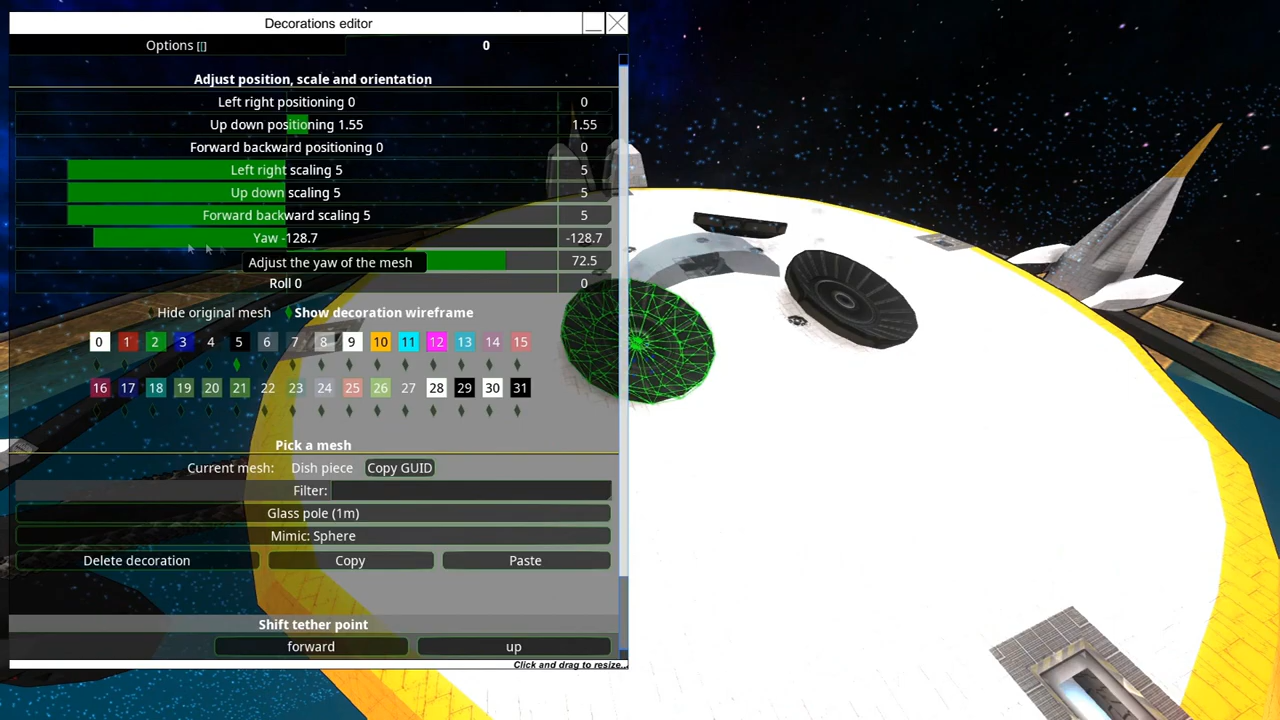 Decorations editor
Options [[]
0
Adjust position, scale and orientation
Left right positioning 0 0
Up down positioning 1.55 1.55
Forward backward positioning 0 0
Left right scaling 5 5
Up down scaling 5 5
Forward backward scaling 5 5
Yaw -128.7 -128.7
Adjust the yaw of the mesh 72.5
Roll 0 0
Hide original mesh Show decoration wireframe
0 1 2 3 4 5 6 7 8 9 10 11 12 13 14 15
16 17 18 19 20 21 22 23 24 25 26 27 28 29 30 31
Pick a mesh
Current mesh: Dish piece Copy GUID
Filter:
Glass pole (1m)
Mimic: Sphere
Delete decoration Copy Paste
Shift tether point
forward up
Click and drag to resize...